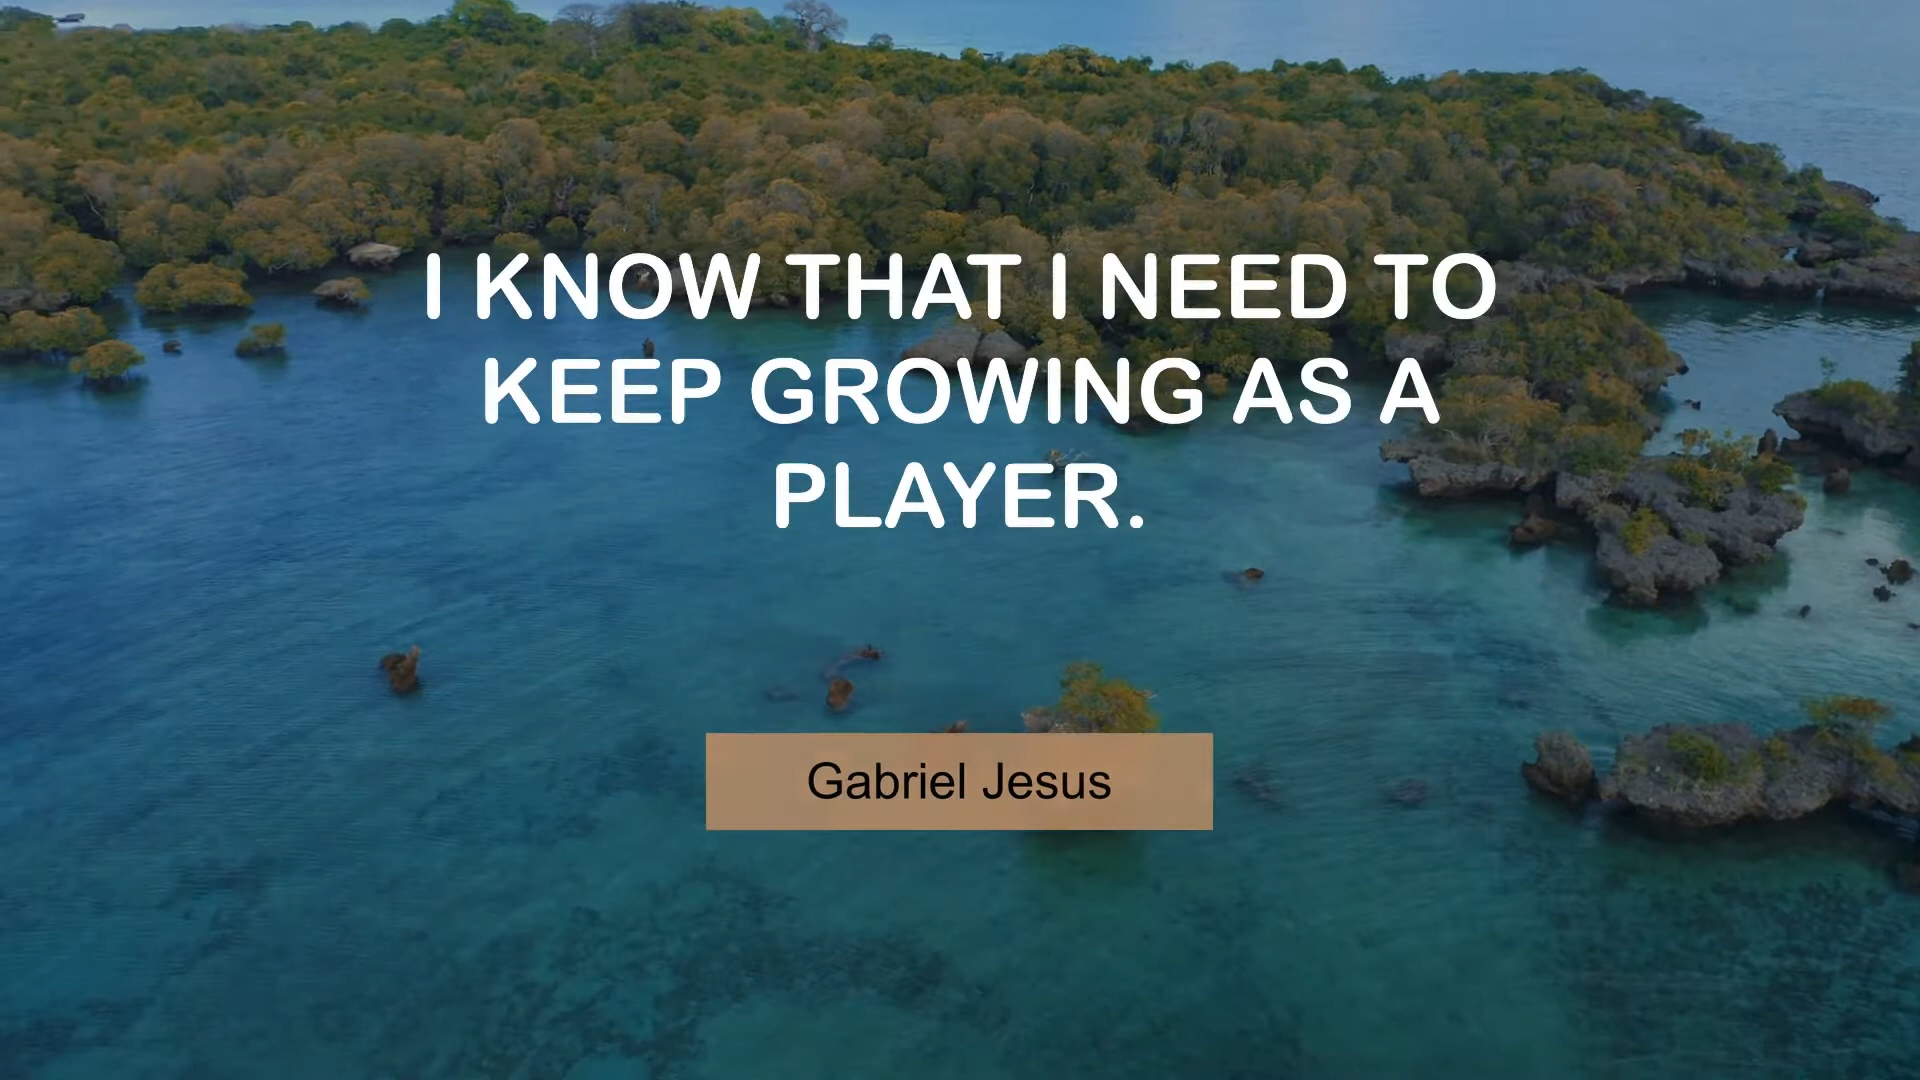 I KNOW THAT I NEED TO
KEEP GROWING AS A
PLAYER.
Gabriel Jesus